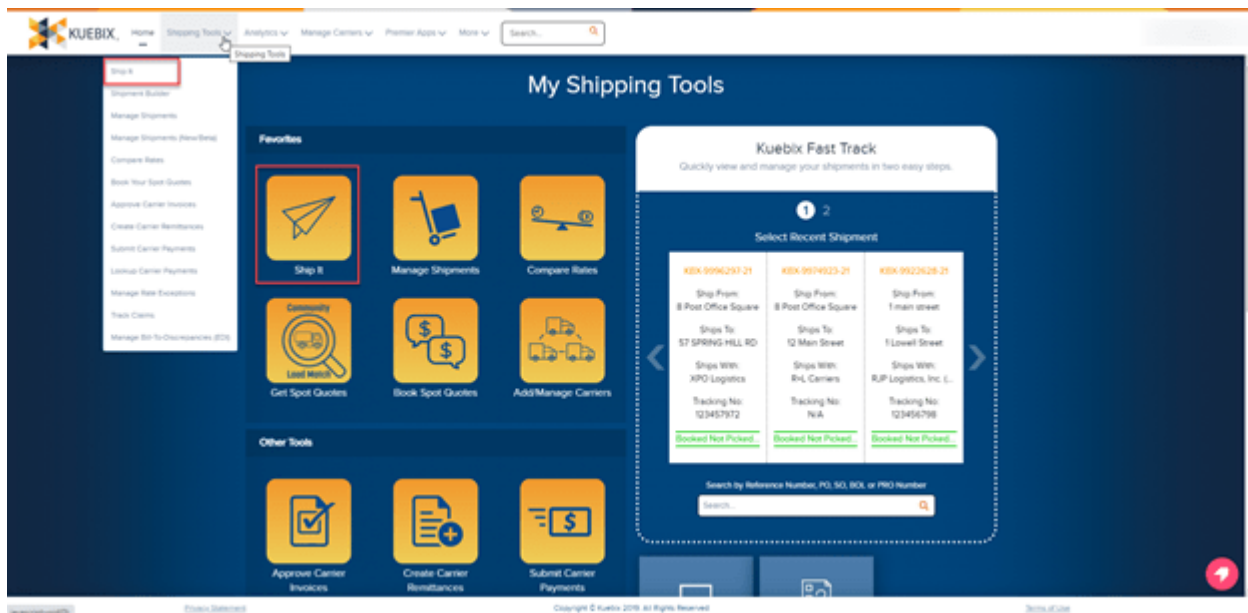 KUEBIX
Home
Shipping Tools
Analytics
Manage Carriers
Premier Apps
More
Search...
Shipping Tools
Ship It
Shipment Builder
Manage Shipments
Manage Shipments (New/Beta)
Compare Rates
Book Your Spot Quotes
Approve Carrier Invoices
Create Carrier Remittances
Submit Carrier Payments
Lookup Carrier Payments
Manage Rate Exceptions
Track Claims
Manage Bill-To Discrepancies (EDI)
My Shipping Tools
Favorites
Ship It
Manage Shipments
Compare Rates
Community
Load Match
Get Spot Quotes
Book Spot Quotes
Add/Manage Carriers
Other Tools
Approve Carrier
Invoices
Create Carrier
Remittances
Submit Carrier
Payments
Kuebix Fast Track
Quickly view and manage your shipments in two easy steps.
1 2
Select Recent Shipment
KBX-9996297-21
Ship From:
8 Post Office Square
Ships To:
57 SPRING HILL RD
Ships With:
XPO Logistics
Tracking No:
123457972
Booked Not Picked...
KBX-9974923-21
Ship From:
8 Post Office Square
Ships To:
12 Main Street
Ships With:
R+L Carriers
Tracking No:
N/A
Booked Not Picked...
KBX-9922628-21
Ship From:
1 main street
Ships To:
1 Lowell Street
Ships With:
RJP Logistics, Inc. (...
Tracking No:
123456798
Booked Not Picked...
Search by Reference Number, PO, SO, BOL or PRO Number
Search...
Privacy Statement
Copyright © Kuebix 2019. All Rights Reserved
Terms of Use